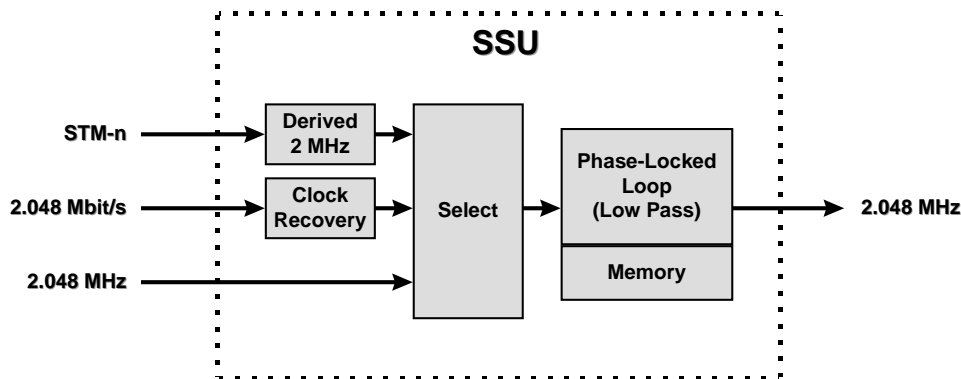 SSU
STM-n
Derived
2 MHz
2.048 Mbit/s
Clock
Recovery
2.048 MHz
Select
Phase-Locked
Loop
(Low Pass)
Memory
2.048 MHz